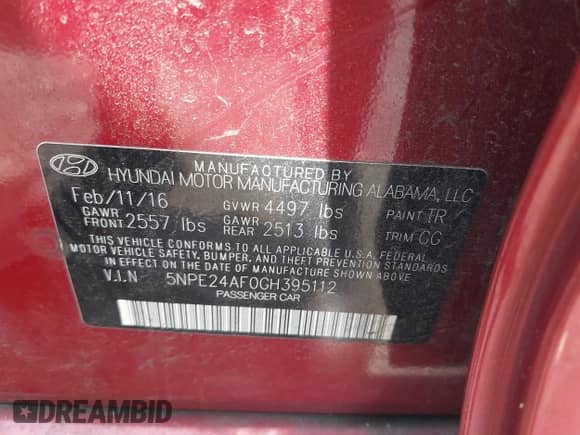 MANUFACTURED BY
HYUNDAI MOTOR MANUFACTURING ALABAMA, LLC
Feb/11/16 GVWR 4497 lbs PAINT TR
GAWR FRONT 2557 lbs GAWR REAR 2513 lbs TRIM GG
THIS VEHICLE CONFORMS TO ALL APPLICABLE FEDERAL
MOTOR VEHICLE SAFETY, BUMPER, AND THEFT PREVENTION STANDARDS
IN EFFECT ON THE DATE OF MANUFACTURE SHOWN ABOVE
V.I.N 5NPE24AF0GH395112
PASSENGER CAR
DREAMBID